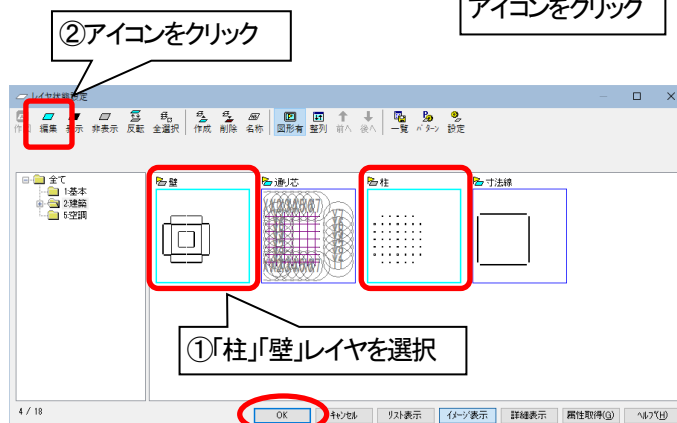 アイコンをクリック
②アイコンをクリック
レイヤ状態設定
編集 表示 非表示 反転 全選択 作成 削除 名称 図形有 整列 前へ 後へ 一覧 パターン 設定
全て
1:基本
2:建築
5:空調
壁
通り芯
柱
寸法線
①「柱」「壁」レイヤを選択
4 / 18
OK キャンセル リスト表示 イメージ表示 詳細表示 属性取得(G) ヘルプ(H)